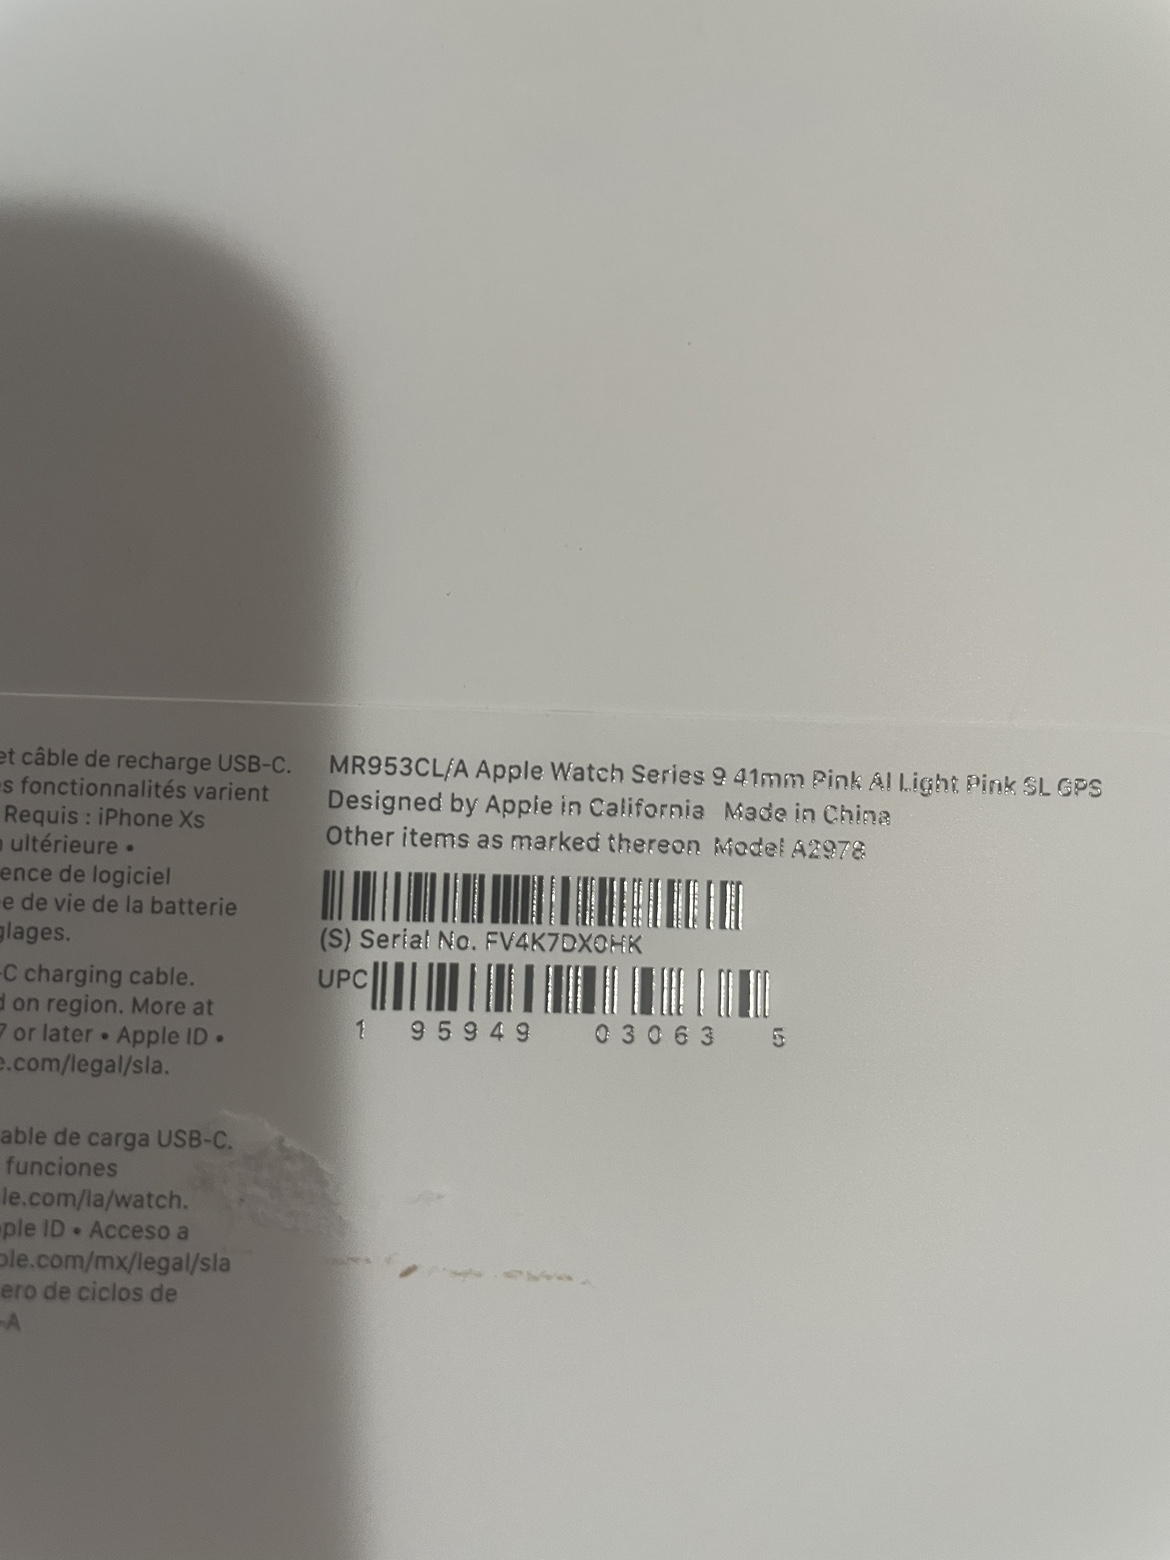 et câble de recharge USB-C.
s fonctionnalités varient
Requis : iPhone Xs
ultérieure •
ence de logiciel
e de vie de la batterie
glages.
-C charging cable.
d on region. More at
7 or later • Apple ID •
e.com/legal/sla.
able de carga USB-C.
funciones
le.com/la/watch.
ple ID • Acceso a
ble.com/mx/legal/sla
ero de ciclos de
-A
MR953CL/A Apple Watch Series 9 41mm Pink Al Light Pink SL GPS
Designed by Apple in California Made in China
Other items as marked thereon Model A2978
(S) Serial No. FV4K7DX0HK
UPC
1 95949 03063 5